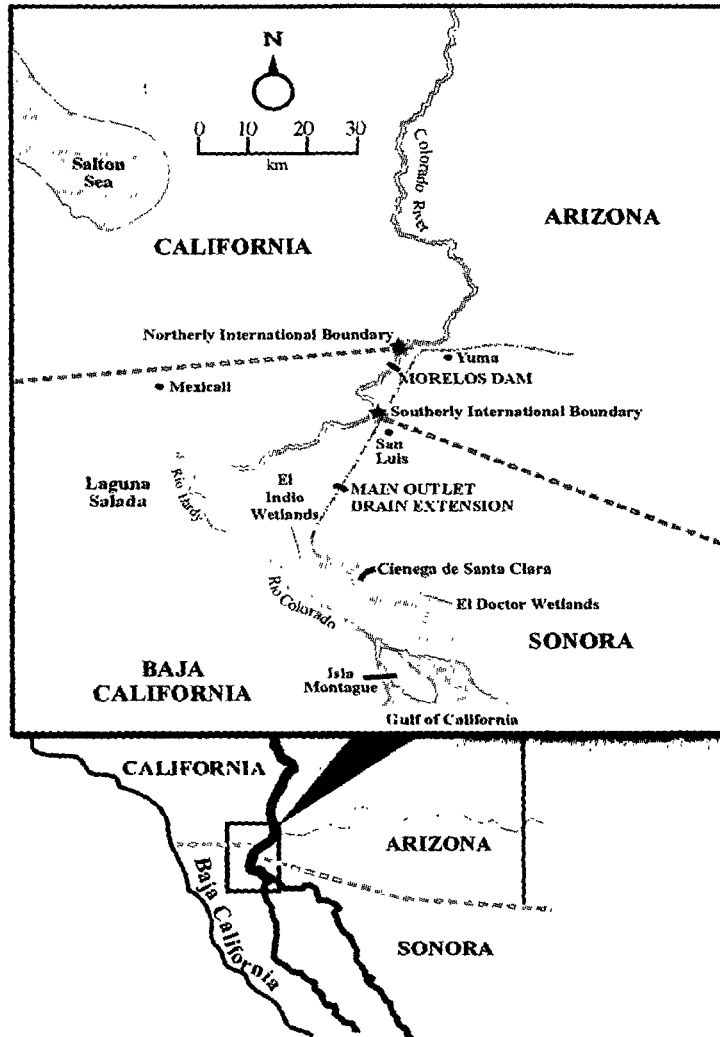 N
0 10 20 30
km
Salton
Sea
Colorado River
ARIZONA
CALIFORNIA
Northerly International Boundary
Yuma
MORELOS DAM
Mexicali
Southerly International Boundary
San
Luis
El
Indio
Wetlands
Laguna
Salada
Rio Hardy
MAIN OUTLET
DRAIN EXTENSION
Cienega de Santa Clara
El Doctor Wetlands
Rio Colorado
SONORA
BAJA
CALIFORNIA
Isla
Montague
Gulf of California
CALIFORNIA
ARIZONA
Baja California
SONORA